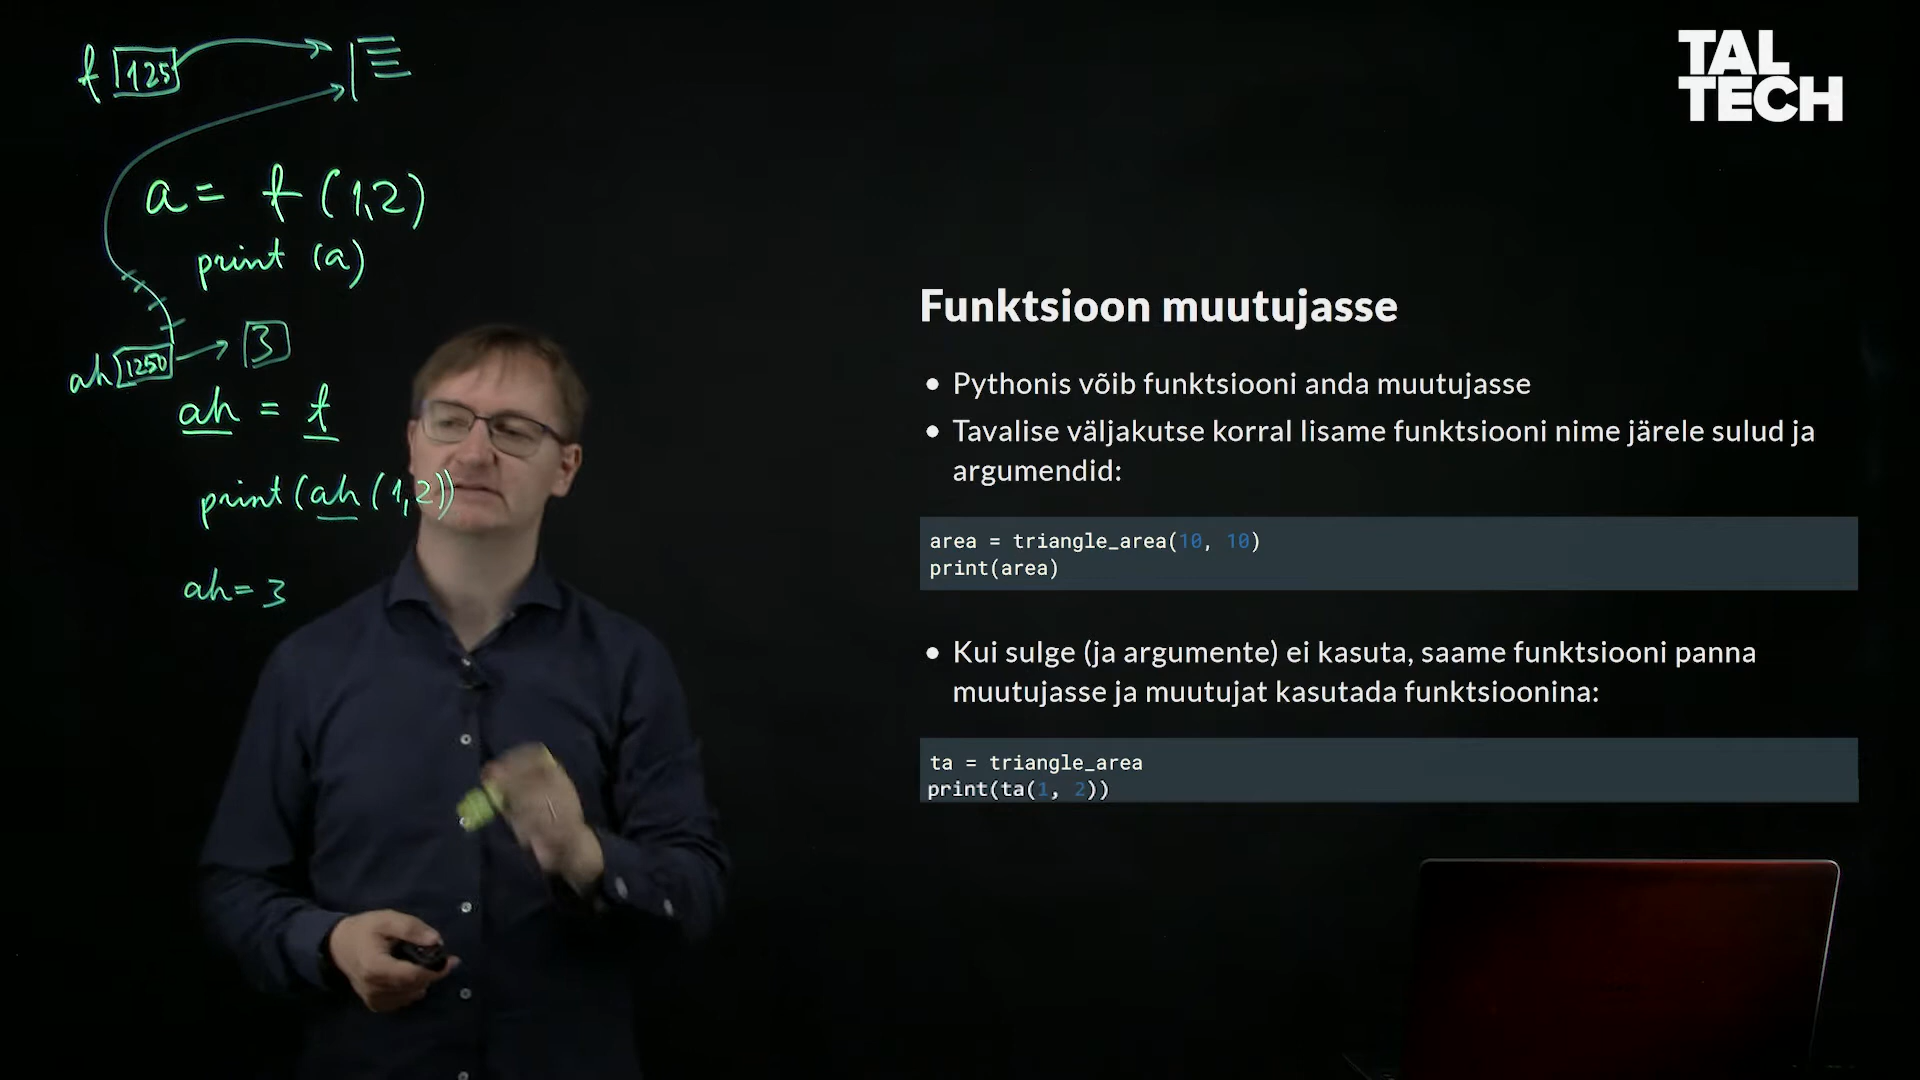 f 125
a = f (1,2)
print (a)
3
ah 1250
ah = f
print (ah (1,2))
ah = 3
TAL
TECH
Funktsioon muutujasse
• Pythonis võib funktsiooni anda muutujasse
• Tavalise väljakutse korral lisame funktsiooni nime järele sulud ja
argumendid:
area = triangle_area(10, 10)
print(area)
• Kui sulge (ja argumente) ei kasuta, saame funktsiooni panna
muutujasse ja muutujat kasutada funktsioonina:
ta = triangle_area
print(ta(1, 2))